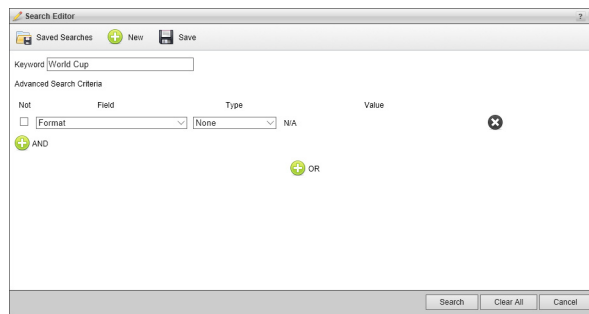 Search Editor ?
Saved Searches New Save
Keyword World Cup
Advanced Search Criteria
Not Field Type Value
Format None N/A
AND
OR
Search Clear All Cancel